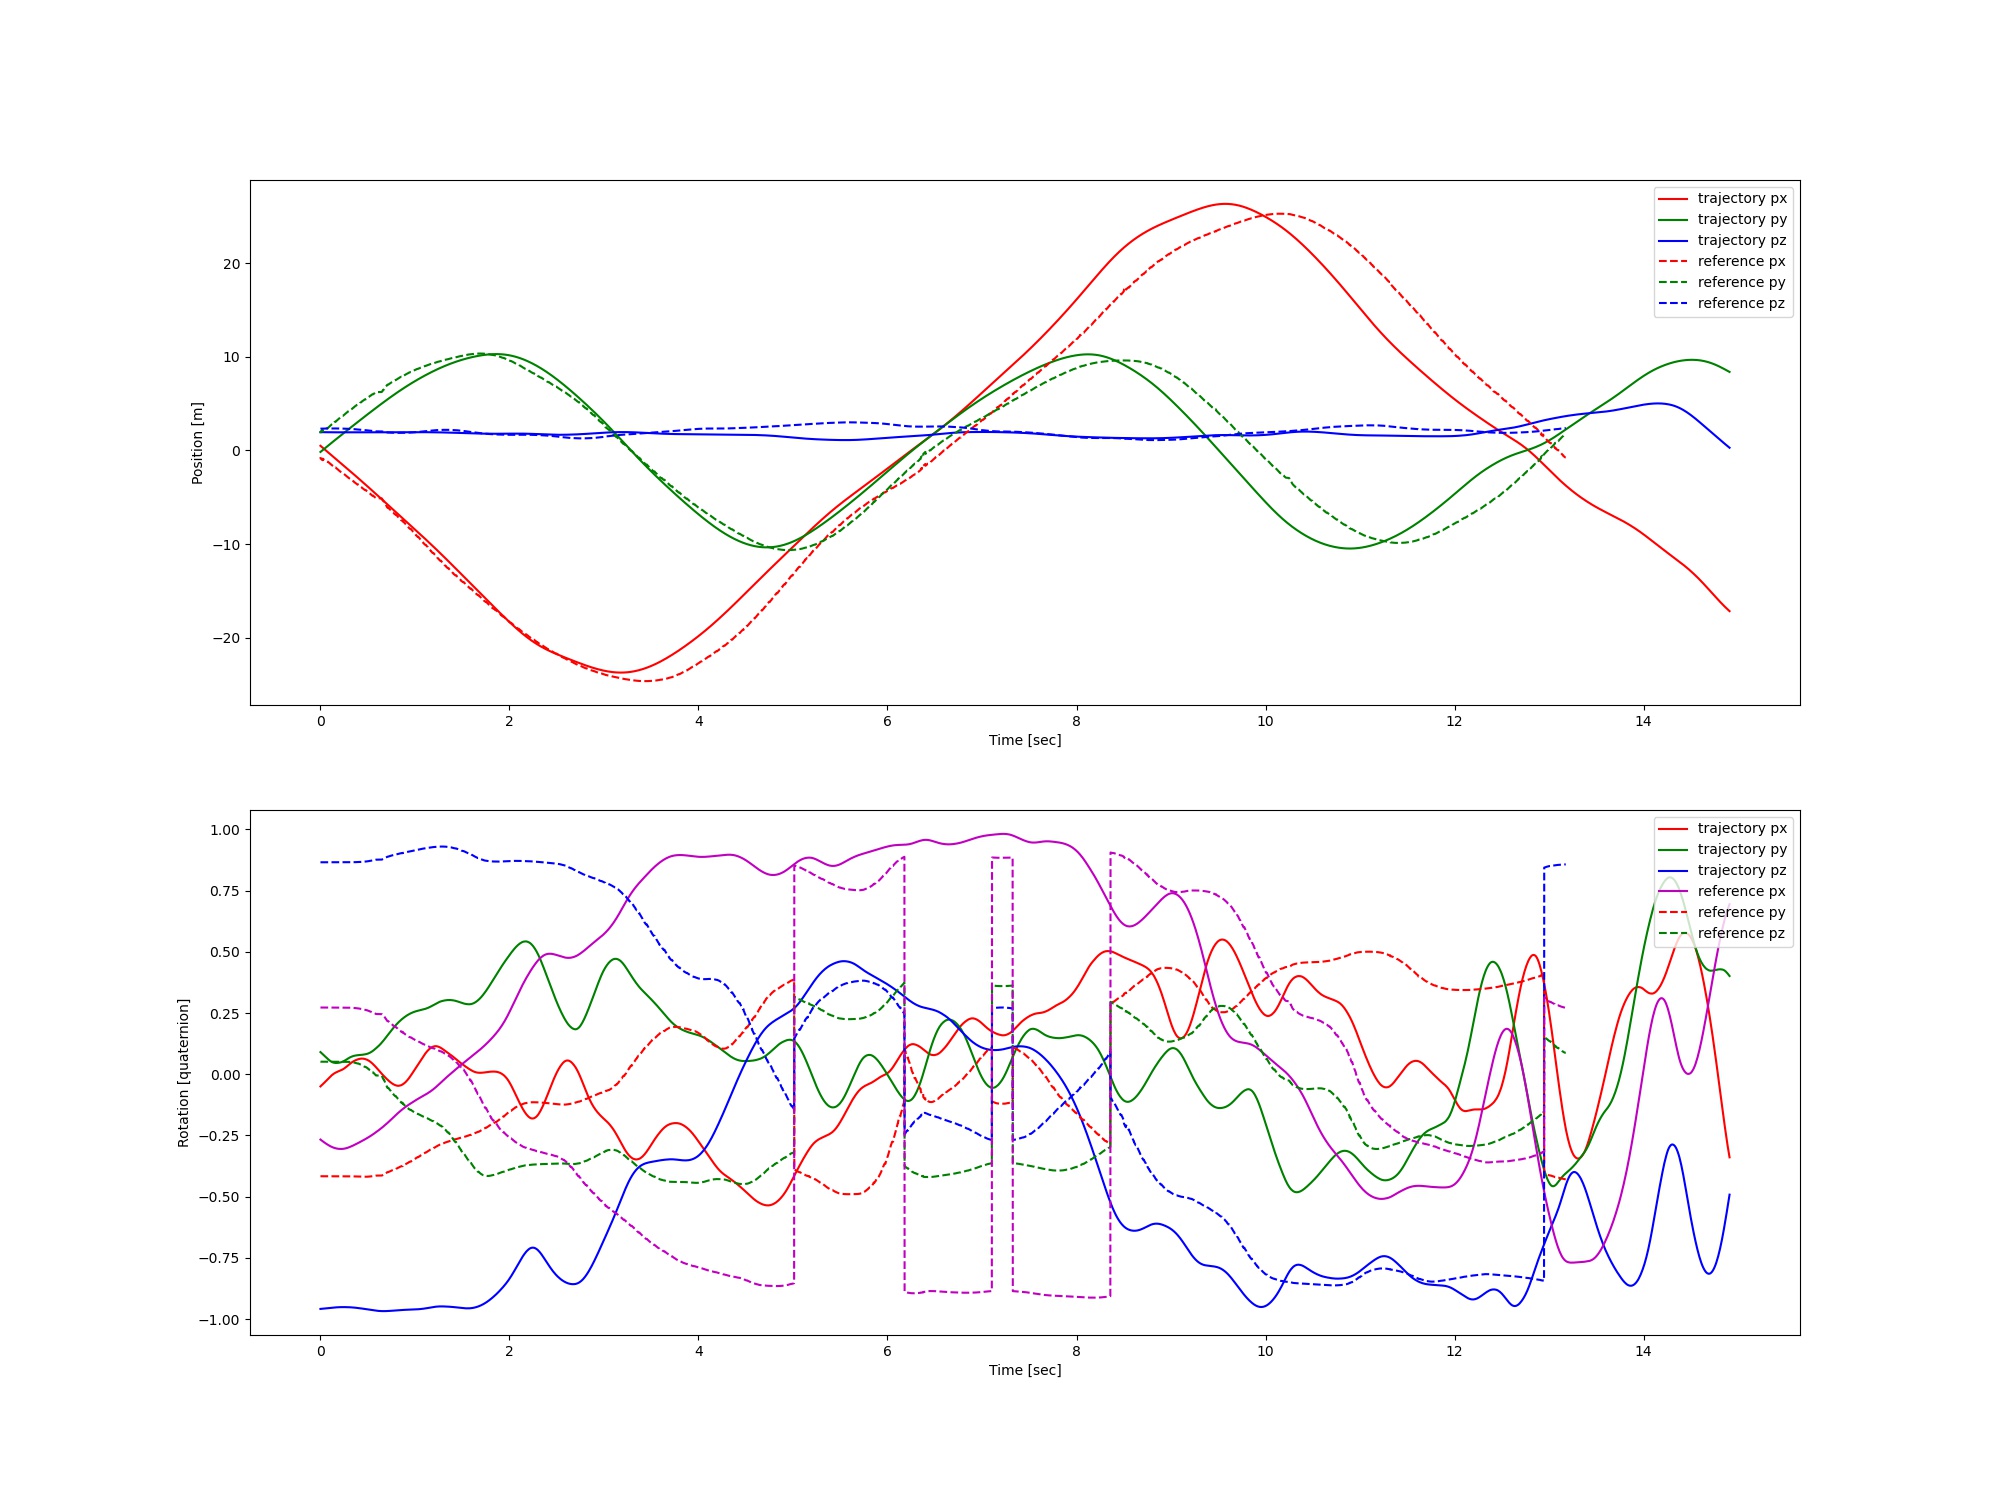 20
10
0
−10
−20
Position [m]
0 2 4 6 8 10 12 14
Time [sec]
trajectory px
trajectory py
trajectory pz
reference px
reference py
reference pz
1.00
0.75
0.50
0.25
0.00
−0.25
−0.50
−0.75
−1.00
Rotation [quaternion]
0 2 4 6 8 10 12 14
Time [sec]
trajectory px
trajectory py
trajectory pz
reference px
reference py
reference pz